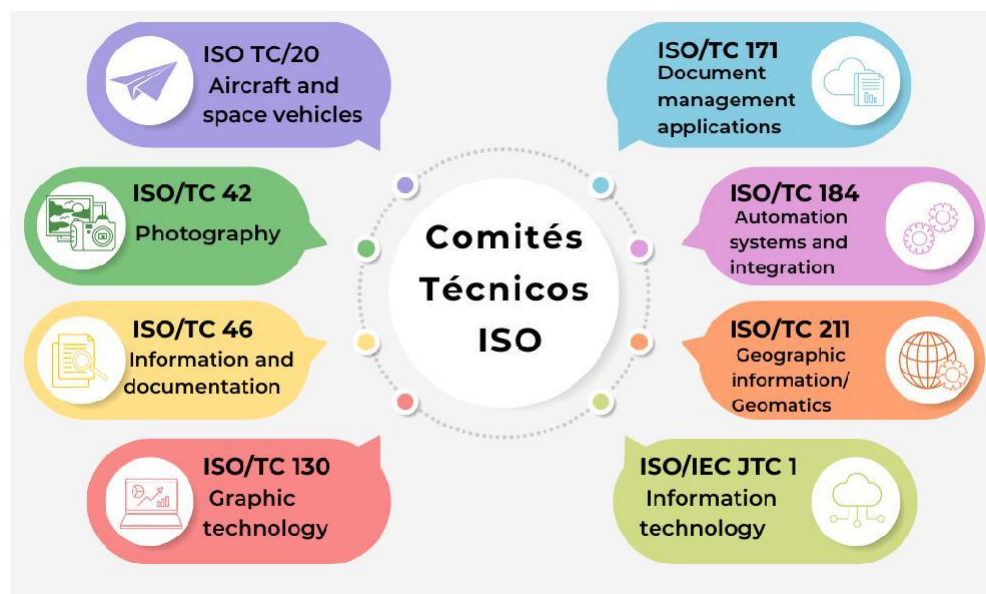 ISO TC/20
Aircraft and
space vehicles
ISO/TC 42
Photography
ISO/TC 46
Information and
documentation
ISO/TC 130
Graphic
technology
Comités
Técnicos
ISO
ISO/TC 171
Document
management
applications
ISO/TC 184
Automation
systems and
integration
ISO/TC 211
Geographic
information/
Geomatics
ISO/IEC JTC 1
Information
technology